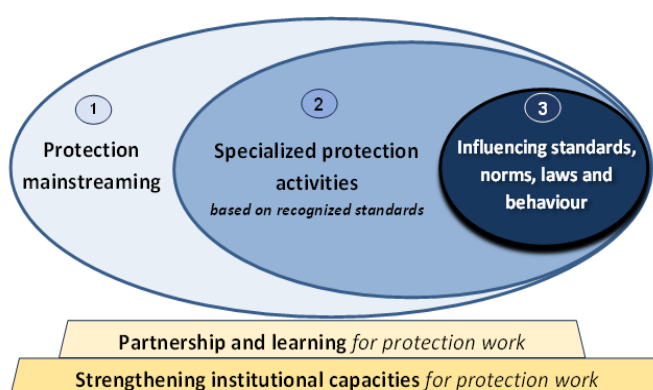 1
Protection
mainstreaming
2
Specialized protection
activities
based on recognized standards
3
Influencing standards,
norms, laws and
behaviour
Partnership and learning for protection work
Strengthening institutional capacities for protection work